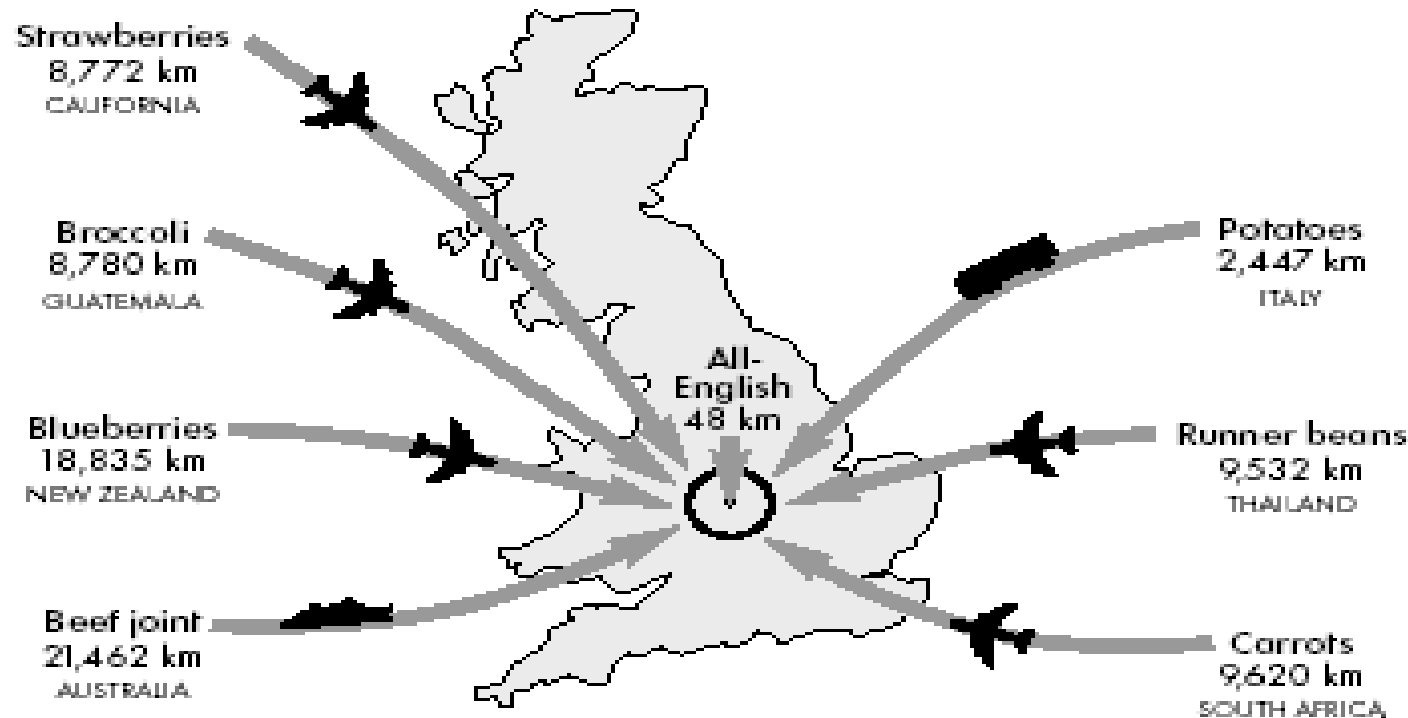 Strawberries
8,772 km
CALIFORNIA
Broccoli
8,780 km
GUATEMALA
Blueberries
18,835 km
NEW ZEALAND
Beef joint
21,462 km
AUSTRALIA
All-
English
48 km
Potatoes
2,447 km
ITALY
Runner beans
9,532 km
THAILAND
Carrots
9,620 km
SOUTH AFRICA